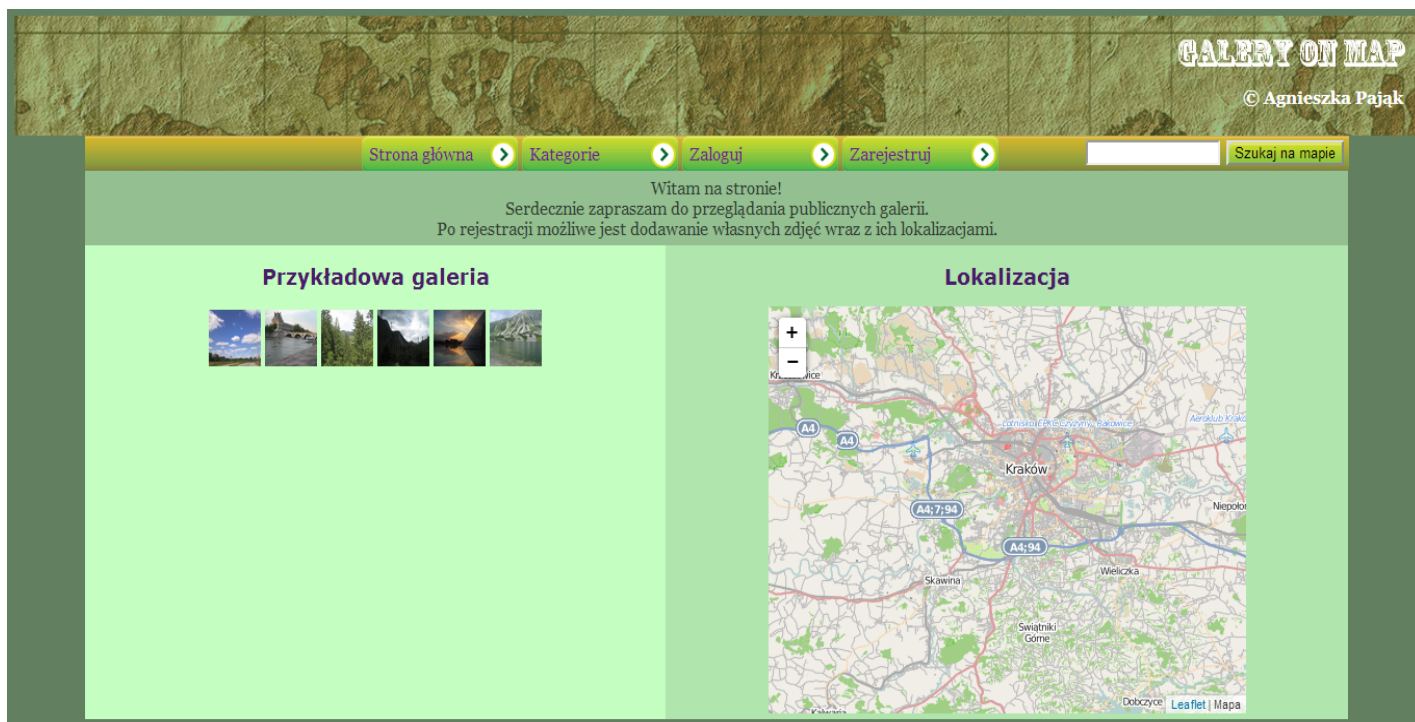 GALERY ON MAP
© Agnieszka Pająk
Strona główna
Kategorie
Zaloguj
Zarejestruj
Szukaj na mapie
Witam na stronie!
Serdecznie zapraszam do przeglądania publicznych galerii.
Po rejestracji możliwe jest dodawanie własnych zdjęć wraz z ich lokalizacjami.
Przykładowa galeria
Lokalizacja
+
−
A4
A4
Kraków
A4;7;94
A4;94
Wieliczka
Skawina
Świątniki
Górne
Dobczyce
Leaflet | Mapa